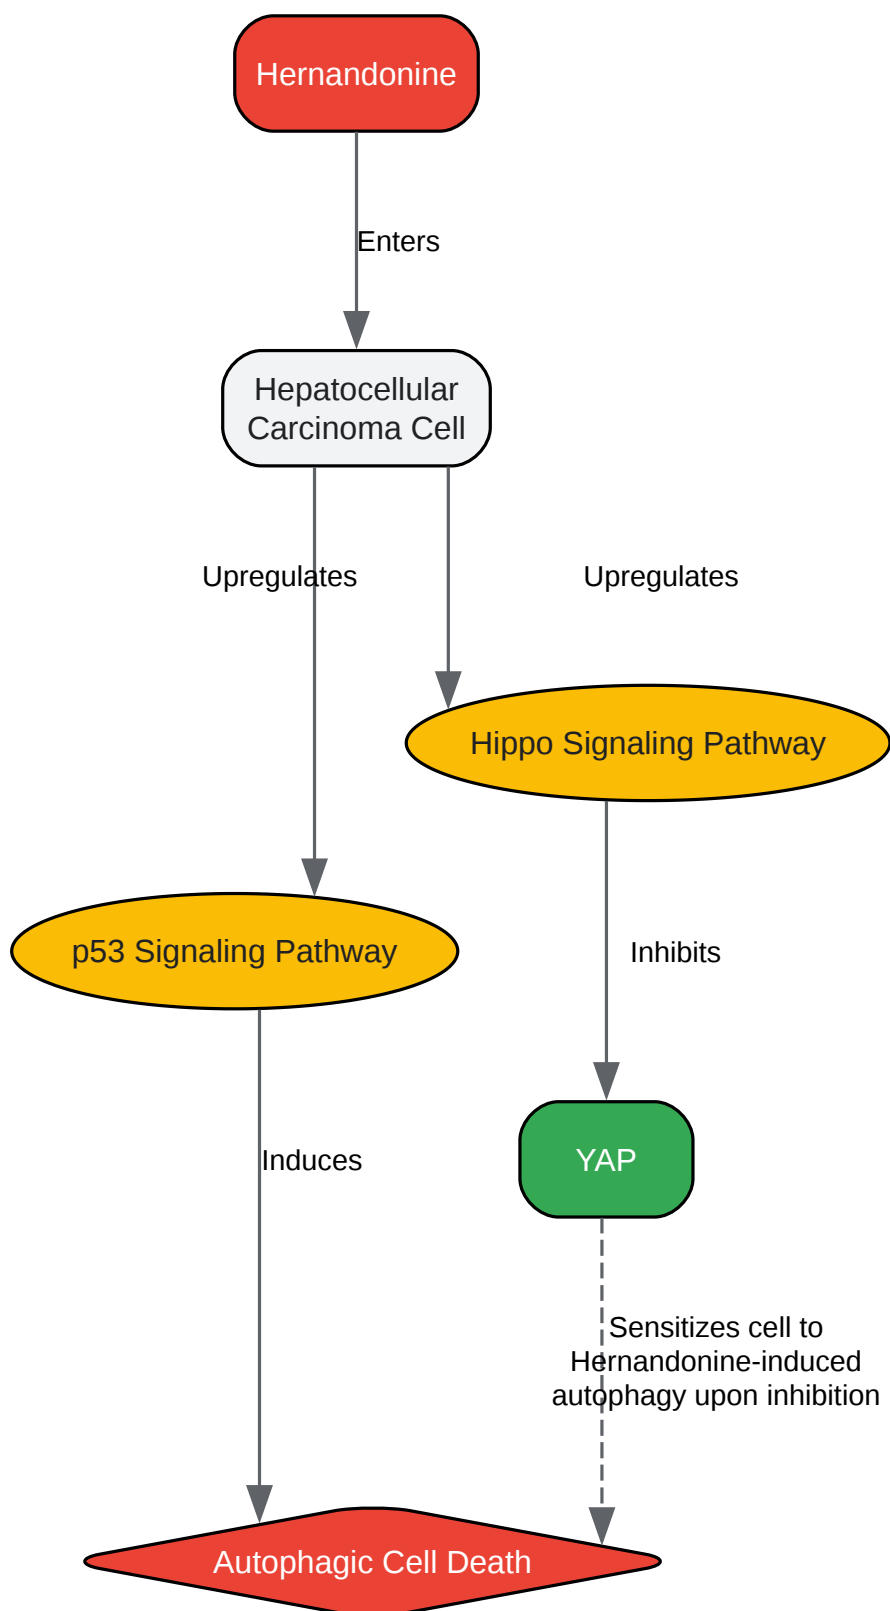 Hernandonine
Enters
Hepatocellular
Carcinoma Cell
Upregulates
Upregulates
Hippo Signaling Pathway
p53 Signaling Pathway
Inhibits
Induces
YAP
Sensitizes cell to
Hernandonine-induced
autophagy upon inhibition
Autophagic Cell Death